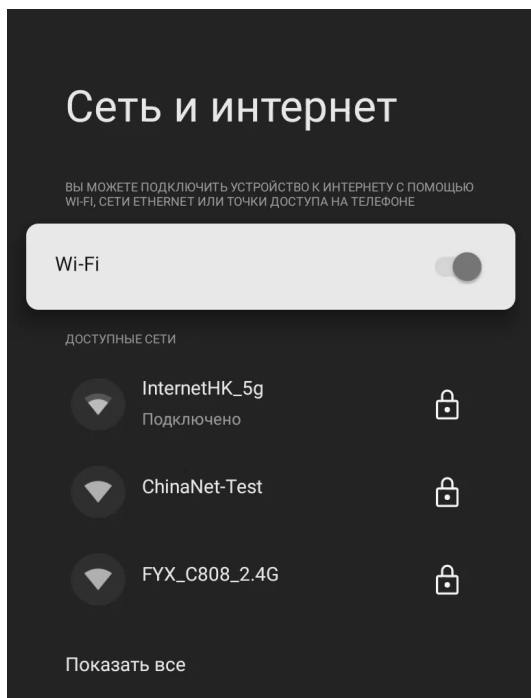 Сеть и интернет
ВЫ МОЖЕТЕ ПОДКЛЮЧИТЬ УСТРОЙСТВО К ИНТЕРНЕТУ С ПОМОЩЬЮ
WI-FI, СЕТИ ETHERNET ИЛИ ТОЧКИ ДОСТУПА НА ТЕЛЕФОНЕ
Wi-Fi
ДОСТУПНЫЕ СЕТИ
InternetHK_5g
Подключено
ChinaNet-Test
FYX_C808_2.4G
Показать все